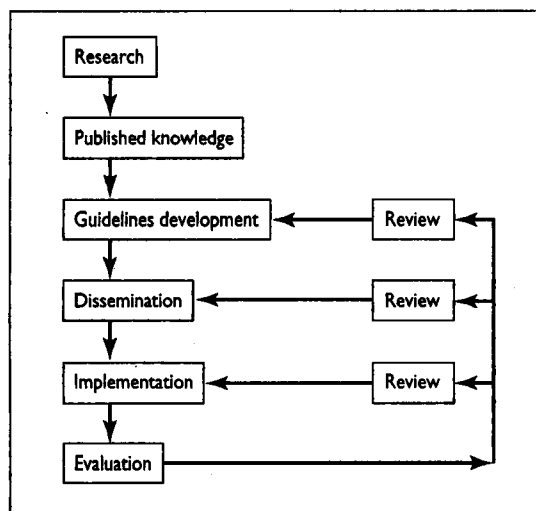 Research
Published knowledge
Guidelines development
Review
Dissemination
Review
Implementation
Review
Evaluation